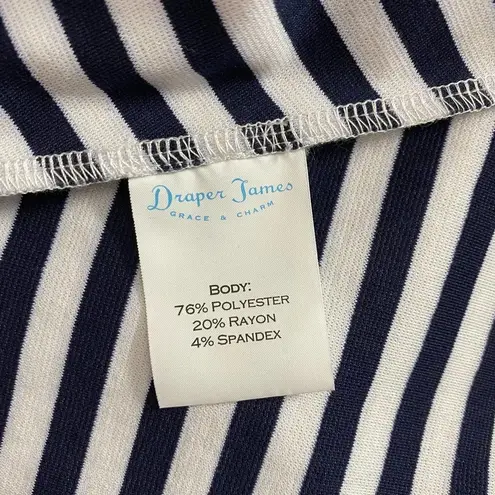 Draper James
GRACE & CHARM
BODY:
76% POLYESTER
20% RAYON
4% SPANDEX